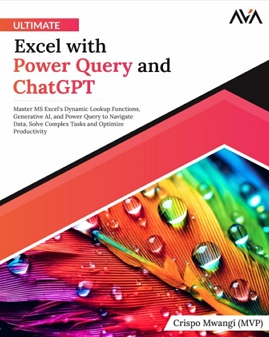 AVA
ULTIMATE
Excel with
Power Query and
ChatGPT
Master MS Excel's Dynamic Lookup Functions,
Generative AI, and Power Query to Navigate
Data, Solve Complex Tasks and Optimize
Productivity
Crispo Mwangi (MVP)